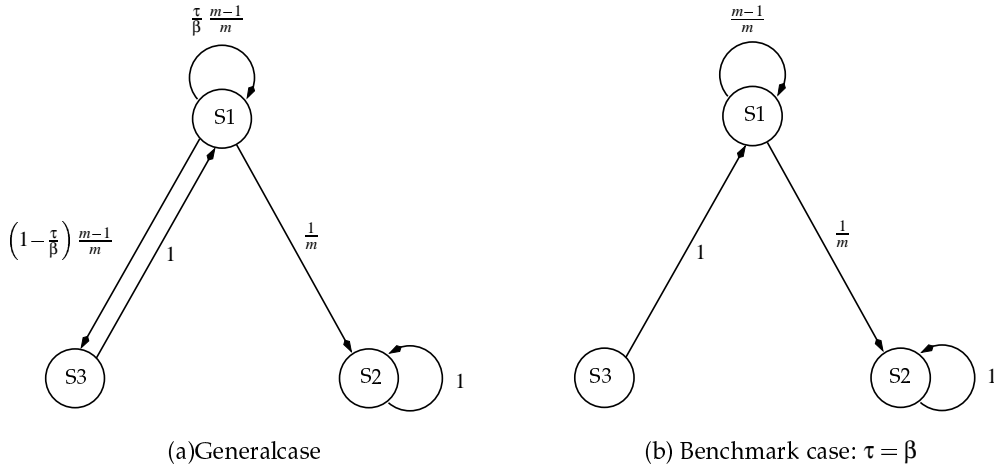 τ/β m−1/m
S1
(1−τ/β) m−1/m
1
1/m
S3
S2
1
(a)Generalcase
m−1/m
S1
1
1/m
S3
S2
1
(b) Benchmark case: τ = β